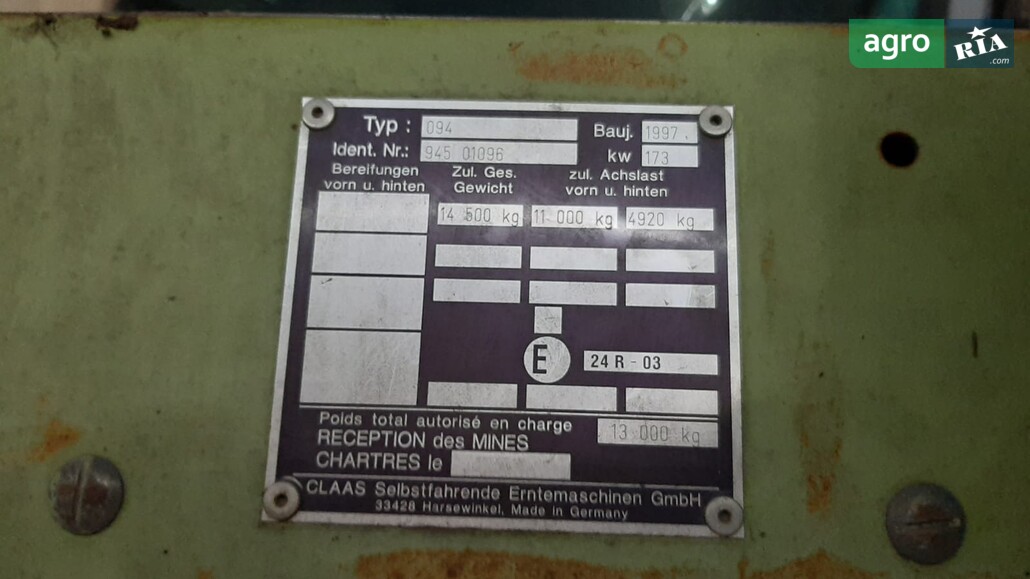 agro RIA.com
Typ : 094 Bauj. 1997.
Ident. Nr.: 945 01096 kw 173
Bereifungen vorn u. hinten
Zul. Ges. Gewicht
zul. Achslast vorn u. hinten
14 500 kg 11 000 kg 4920 kg
E 24 R - 03
Poids total autorisé en charge 13 000 kg
RECEPTION des MINES
CHARTRES le
CLAAS Selbstfahrende Erntemaschinen GmbH
33428 Harsewinkel, Made in Germany